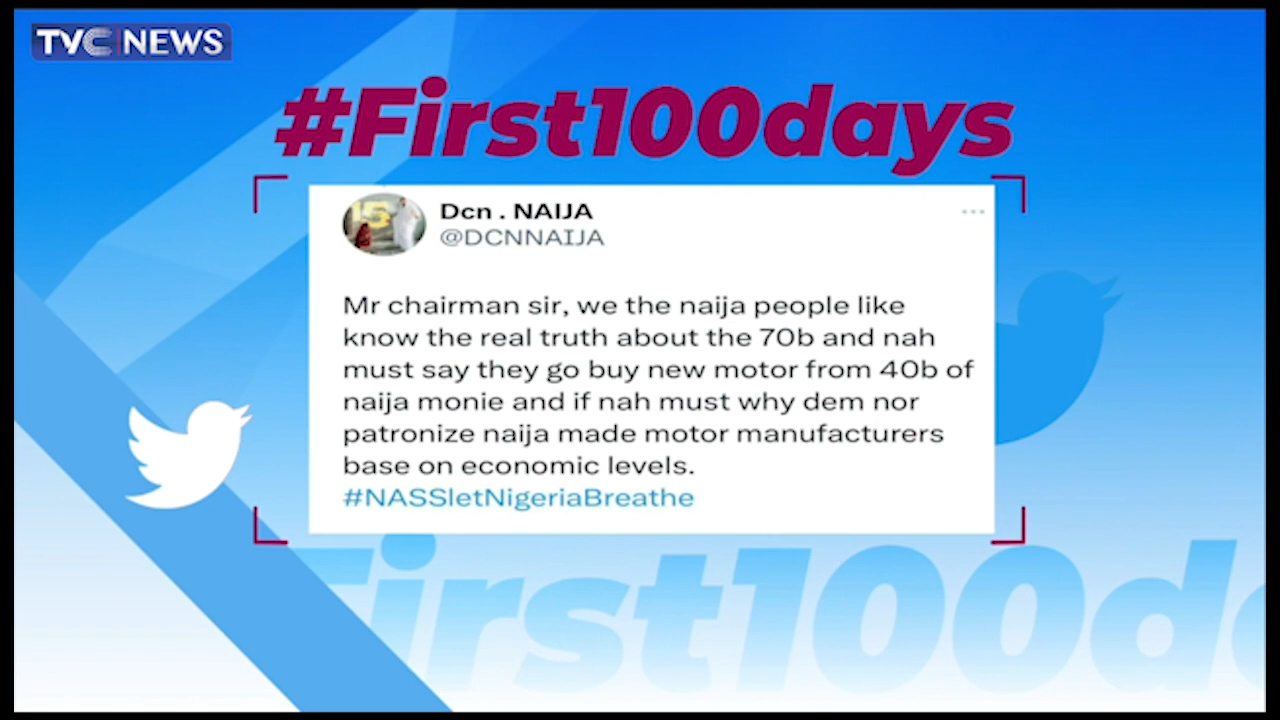 TVC NEWS
#First100days
15
Dcn . NAIJA
@DCNNAIJA
Mr chairman sir, we the naija people like
know the real truth about the 70b and nah
must say they go buy new motor from 40b of
naija monie and if nah must why dem nor
patronize naija made motor manufacturers
base on economic levels.
#NASSletNigeriaBreathe
First100da